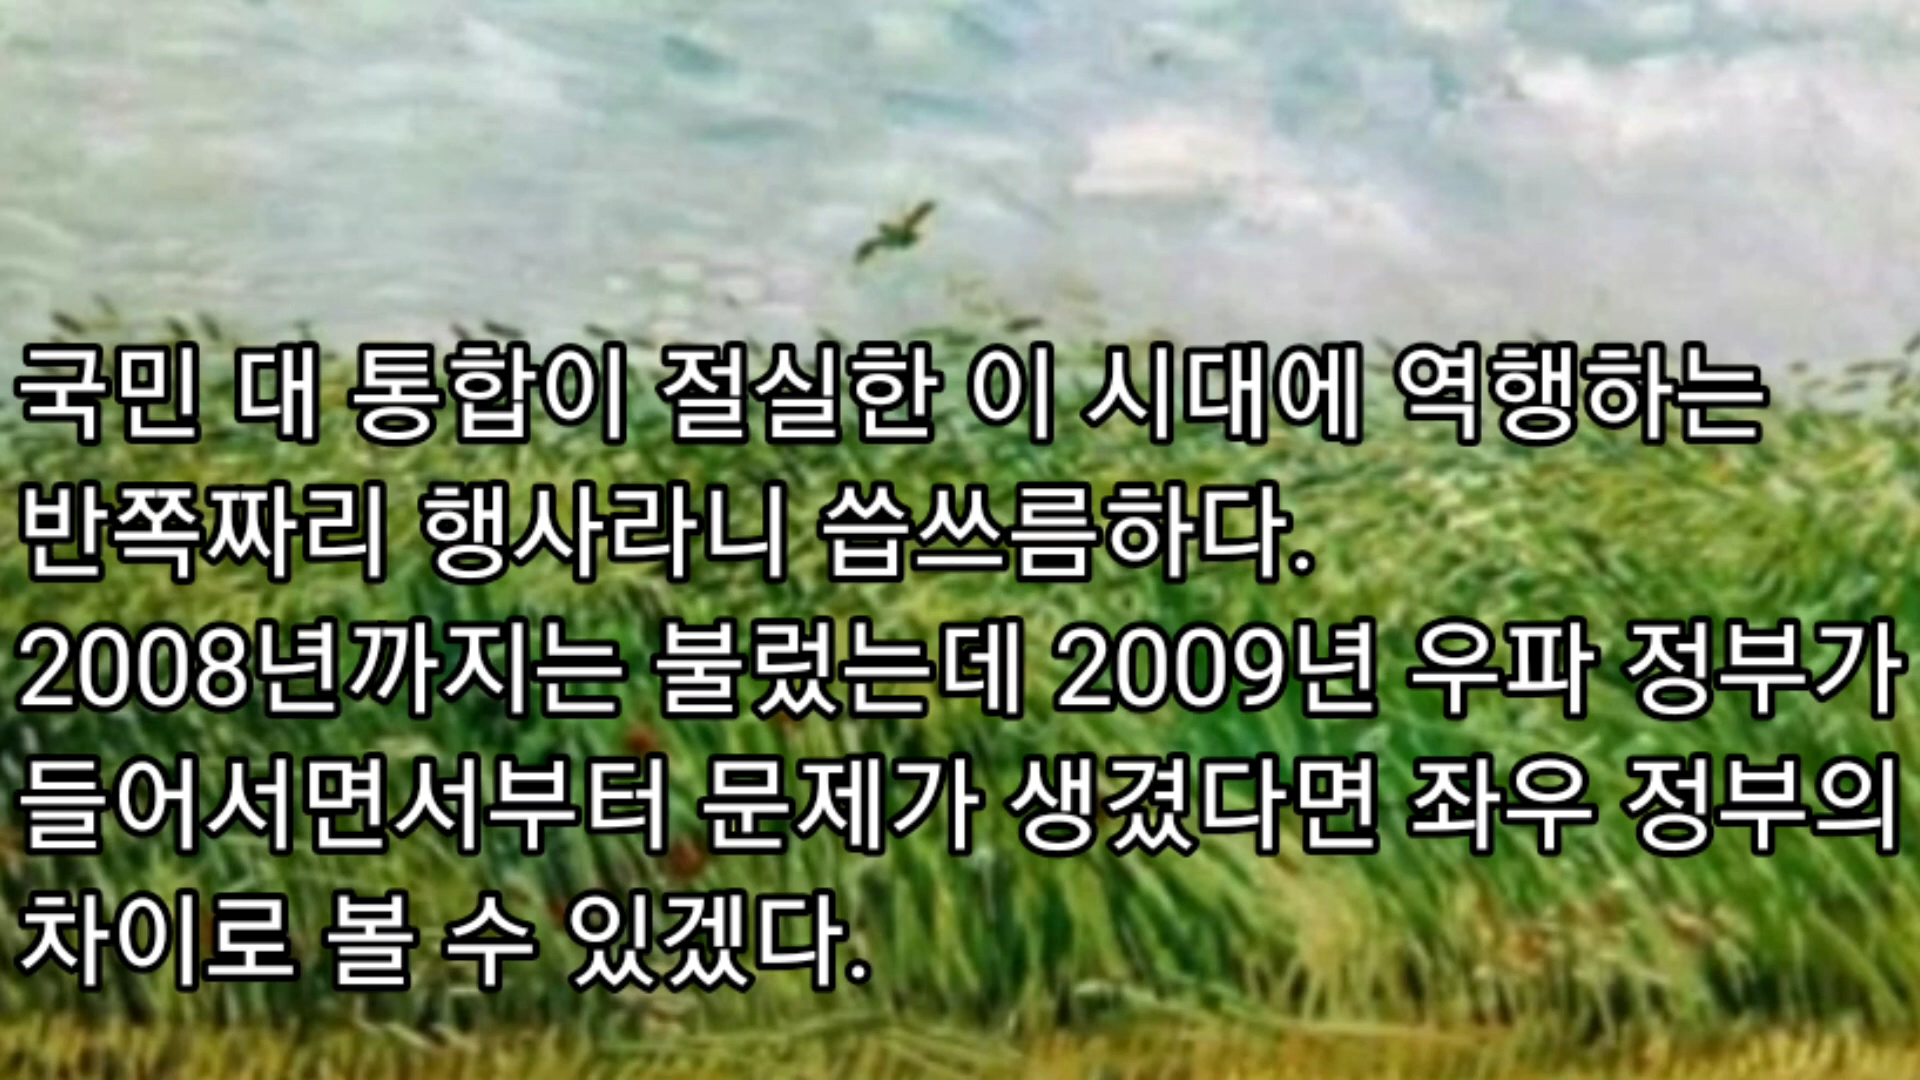 국민 대 통합이 절실한 이 시대에 역행하는
반쪽짜리 행사라니 씁쓰름하다.
2008년까지는 불렀는데 2009년 우파 정부가
들어서면서부터 문제가 생겼다면 좌우 정부의
차이로 볼 수 있겠다.